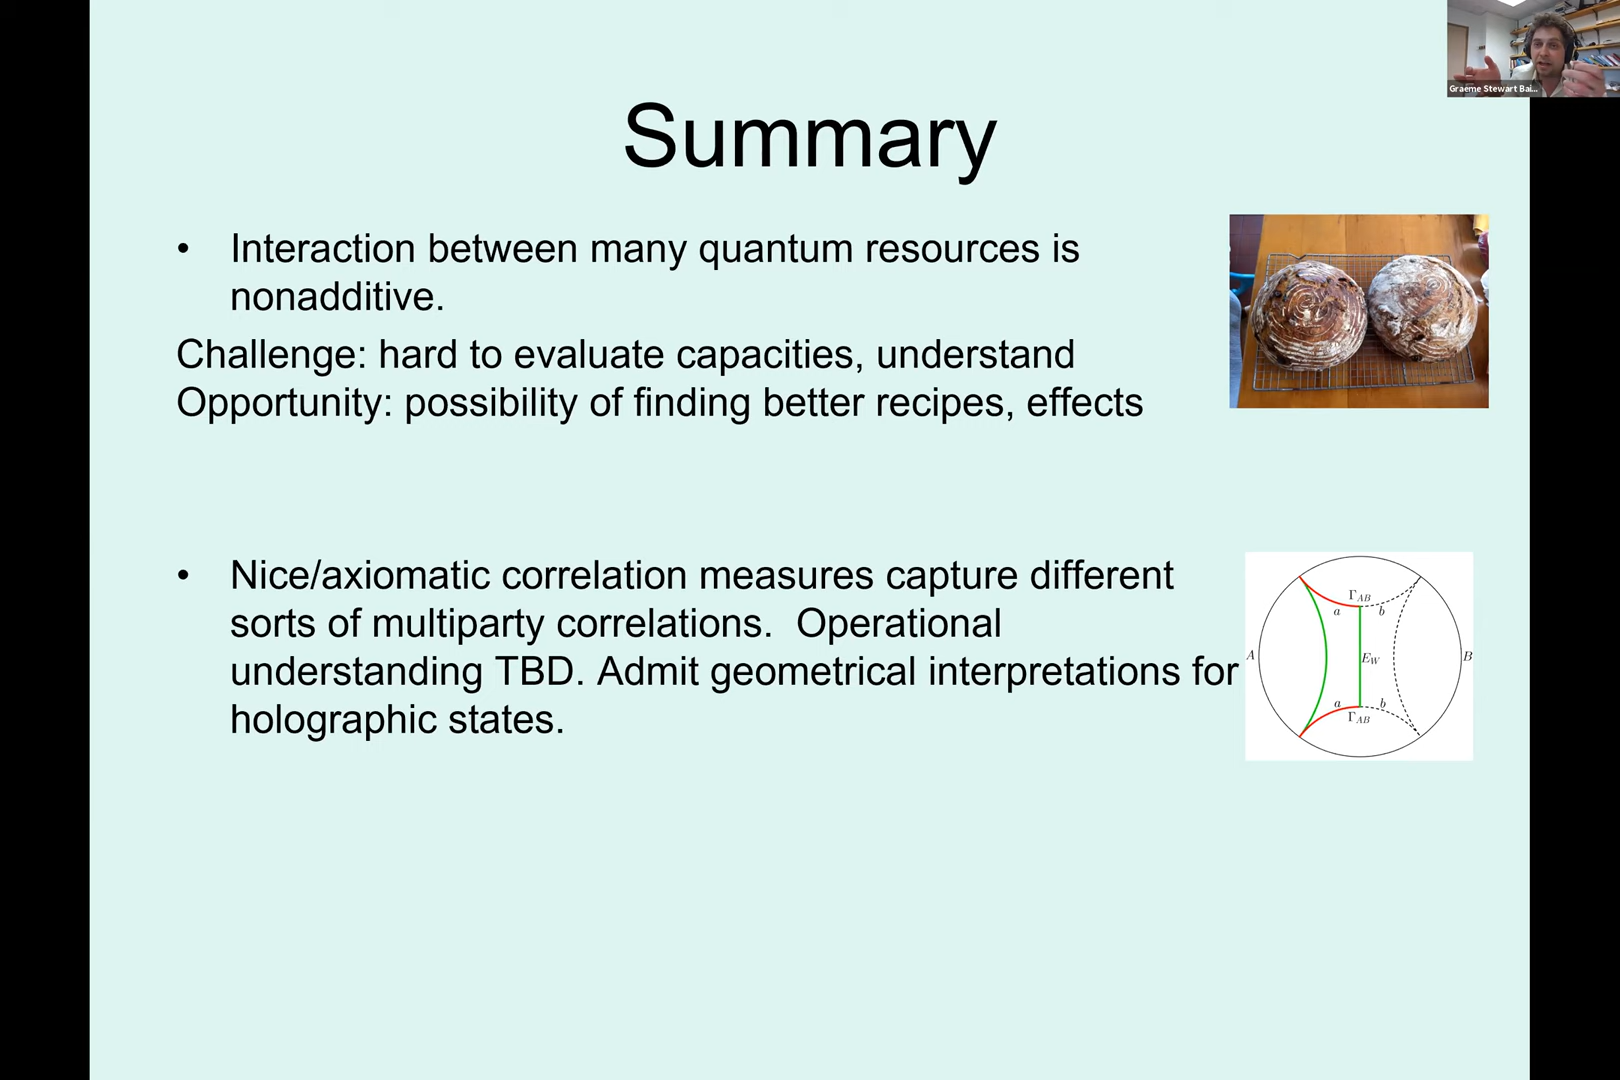 Graeme Stewart Bai...
Summary
• Interaction between many quantum resources is
nonadditive.
Challenge: hard to evaluate capacities, understand
Opportunity: possibility of finding better recipes, effects
• Nice/axiomatic correlation measures capture different
sorts of multiparty correlations.  Operational
understanding TBD. Admit geometrical interpretations for
holographic states.
Γ_AB
a b
A E_W B
a b
Γ_AB